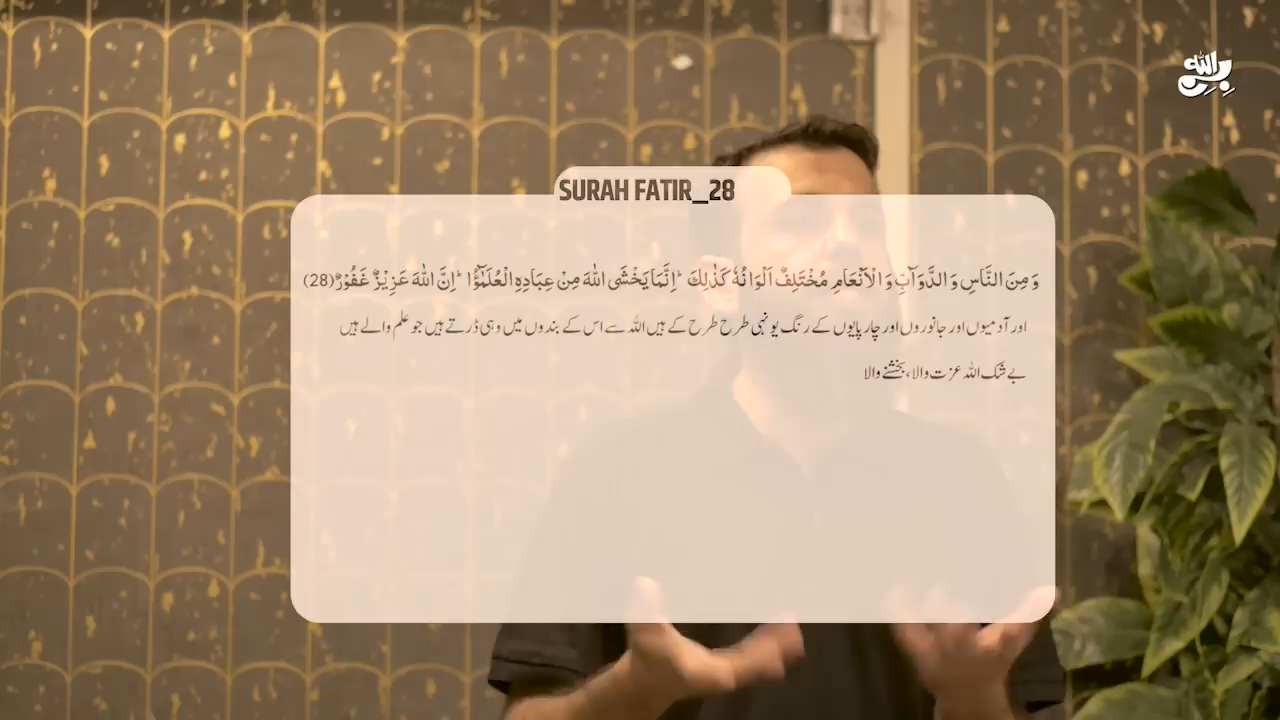 بسم الله
SURAH FATIR_28
وَ مِنَ النَّاسِ وَ الدَّوَآبِّ وَ الْاَنْعَامِ مُخْتَلِفٌ اَلْوَانُهٗ كَذٰلِكَؕ-اِنَّمَا یَخْشَى اللّٰهَ مِنْ عِبَادِهِ الْعُلَمٰٓؤُاؕ-اِنَّ اللّٰهَ عَزِیْزٌ غَفُوْرٌ(28)
اور آدمیوں اور جانوروں اور چارپایوں کے رنگ یونہی طرح طرح کے ہیں اللہ سے اس کے بندوں میں وہی ڈرتے ہیں جو علم والے ہیں
بے شک اللہ عزت والا، بخشنے والا